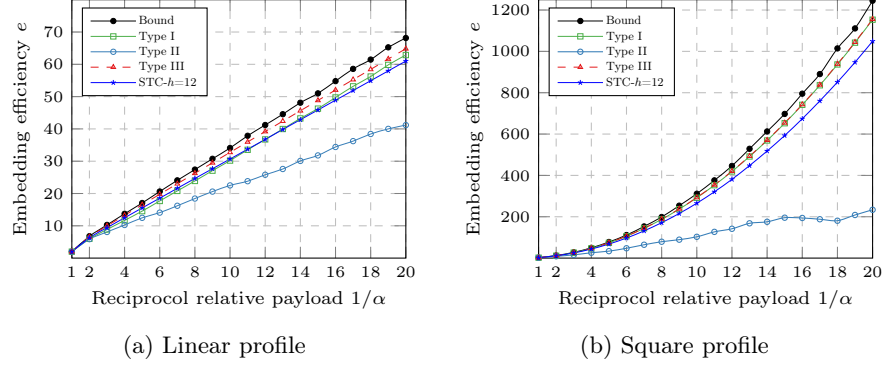 70
60
50
40
30
20
10
1 2 4 6 8 10 12 14 16 18 20
Embedding efficiency e
Reciprocol relative payload 1/α
Bound
Type I
Type II
Type III
STC-h=12
(a) Linear profile
1200
1000
800
600
400
200
1 2 4 6 8 10 12 14 16 18 20
Embedding efficiency e
Reciprocol relative payload 1/α
Bound
Type I
Type II
Type III
STC-h=12
(b) Square profile